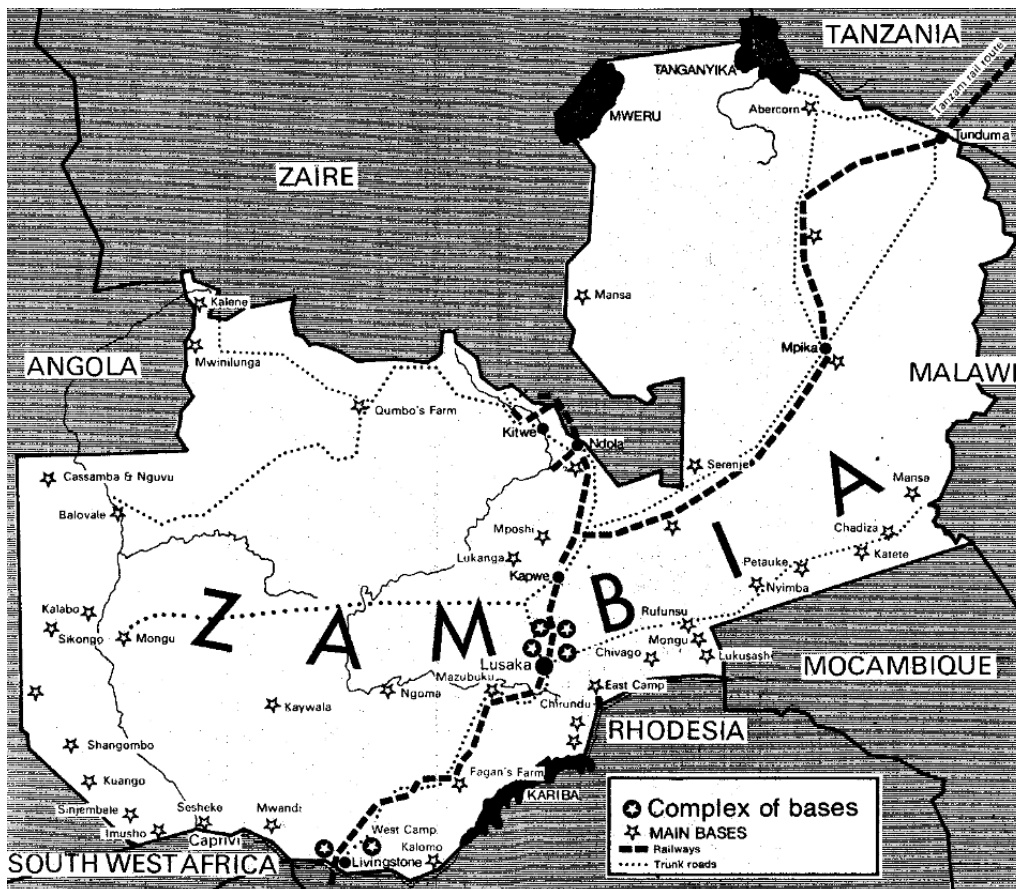 TANZANIA
TANGANYIKA
Tanzam rail route
MWERU
Abercorn
Tunduma
ZAÏRE
Mansa
Kalene
ANGOLA
Mwinilunga
Mpika
MALAWI
Qumbo's Farm
Kitwe
Ndola
Cassamba & Nguvu
Serenje
Mansa
Balovale
Mposhi
Chadiza
Lukanga
Katete
Kapwe
Petauke
Nyimba
ZAMBIA
Kalabo
Rufunsu
Sikongo
Mongu
Mongu
Chivago
Lukusashi
Lusaka
MOCAMBIQUE
Mazubuku
Ngoma
East Camp
Kaywala
Chirundu
RHODESIA
Shangombo
Kuango
Fagan's Farm
KARIBA
Sinjembele
Sesheke
Mwandi
Imusho
Caprivi
West Camp
Kalomo
SOUTH WEST AFRICA
Livingstone
Complex of bases
MAIN BASES
Railways
Trunk roads